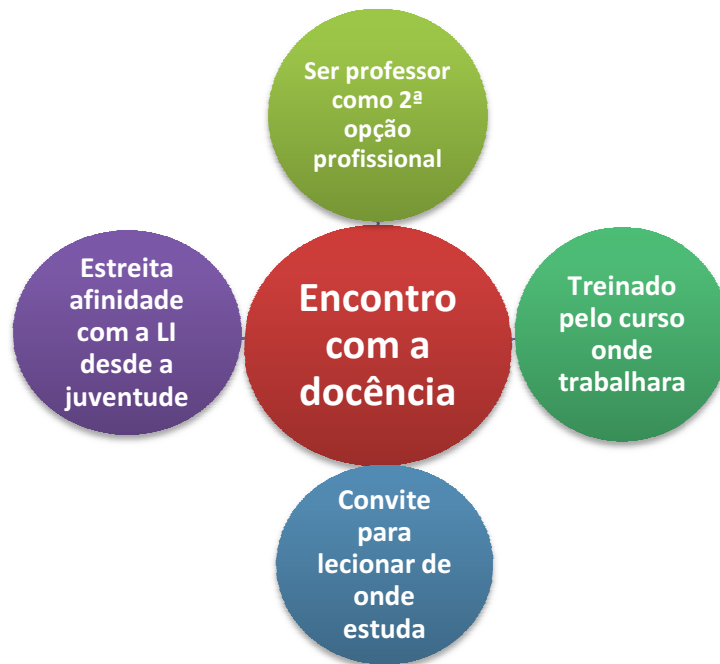 Ser professor
como 2ª
opção
profissional
Estreita
afinidade
com a LI
desde a
juventude
Encontro
com a
docência
Treinado
pelo curso
onde
trabalhara
Convite
para
lecionar de
onde
estuda